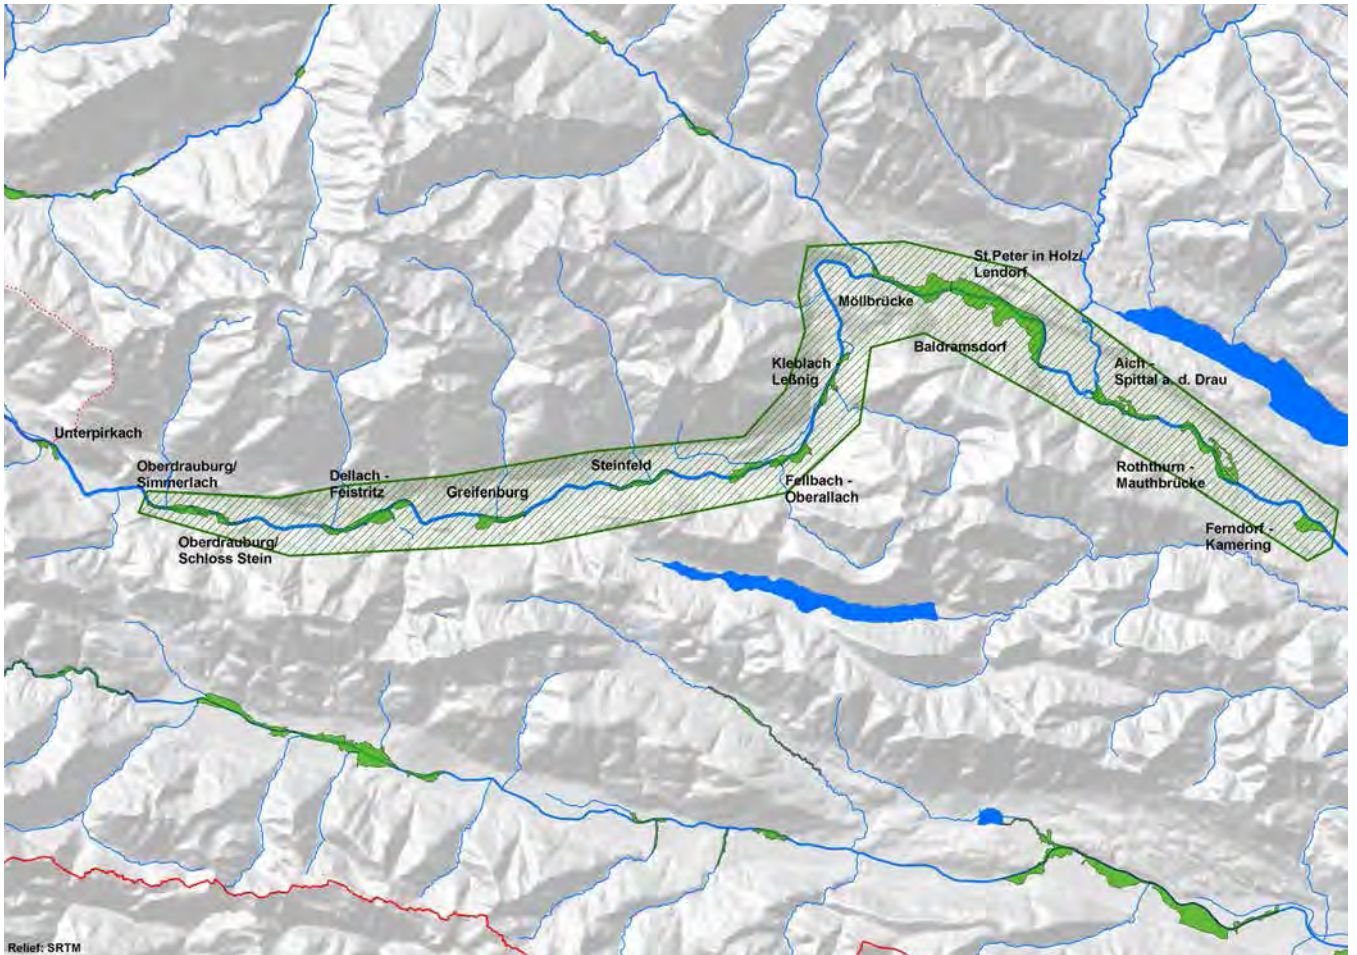 St.Peter in Holz/
Lendorf
Möllbrücke
Baldramsdorf
Kleblach -
Leßnig
Aich -
Spittal a. d. Drau
Unterpirkach
Oberdrauburg/
Simmerlach
Dellach -
Feistritz
Greifenburg
Steinfeld
Fellbach -
Oberallach
Roththurn -
Mauthbrücke
Oberdrauburg/
Schloss Stein
Ferndorf -
Kamering
Relief: SRTM